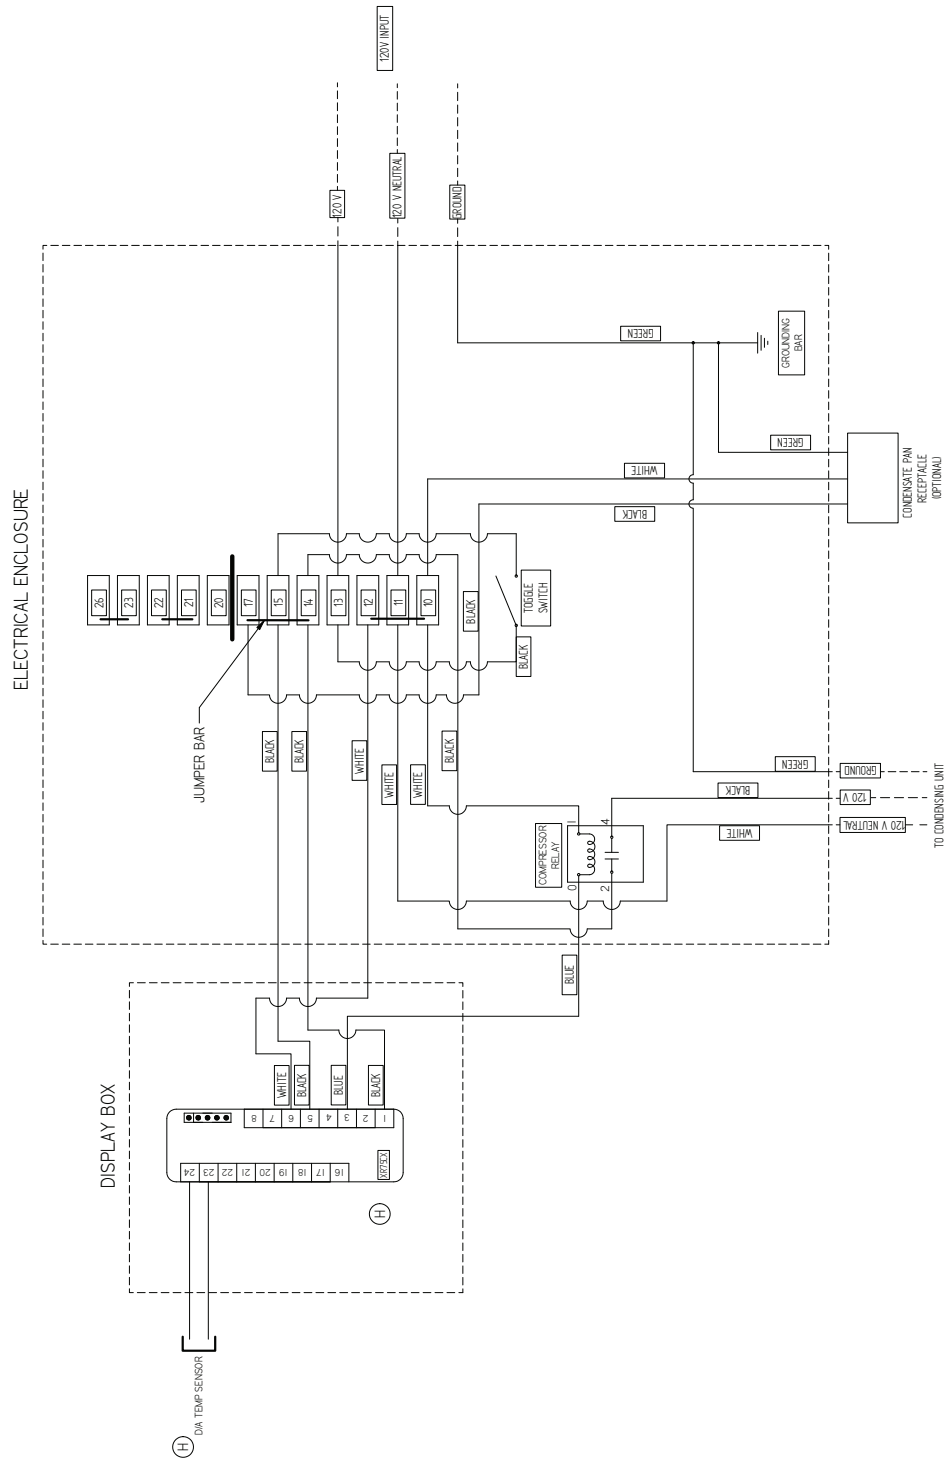 ELECTRICAL ENCLOSURE
120V INPUT
120 V
120 V NEUTRAL
GROUND
GREEN
GROUNDING
BAR
GREEN
WHITE
BLACK
CONDENSATE PAN
RECEPTACLE
(OPTIONAL)
26
23
22
21
20
17
15
14
13
12
11
10
BLACK
TOGGLE
SWITCH
BLACK
JUMPER BAR
BLACK
BLACK
WHITE
WHITE
WHITE
BLACK
GREEN
GROUND
BLACK
120 V
WHITE
120 V NEUTRAL
TO CONDENSING UNIT
COMPRESSOR
RELAY
1
4
0
2
BLUE
DISPLAY BOX
WHITE
BLACK
BLUE
BLACK
8
7
6
5
4
3
2
1
24
23
22
21
20
19
18
17
16
XR75CX
H
D/A TEMP SENSOR
H